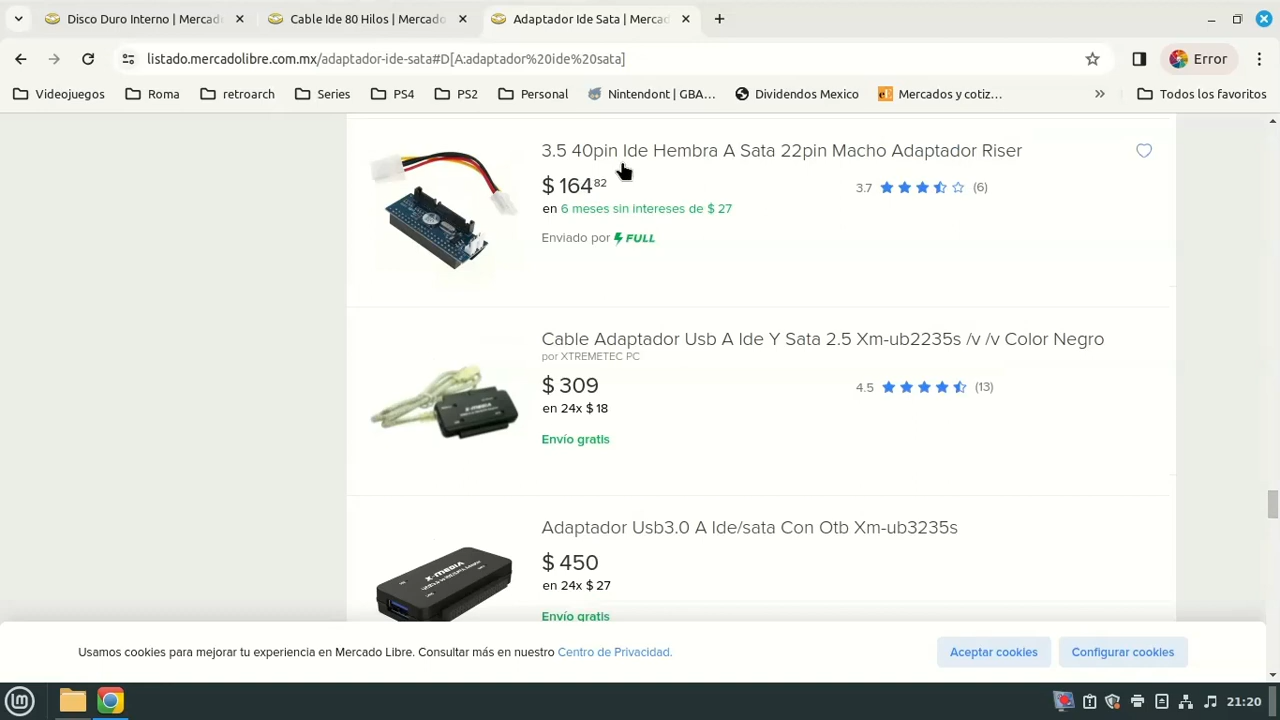 Disco Duro Interno | Mercado
Cable Ide 80 Hilos | Mercado
Adaptador Ide Sata | Mercad
listado.mercadolibre.com.mx/adaptador-ide-sata#D[A:adaptador%20ide%20sata]
Error
Videojuegos
Roma
retroarch
Series
PS4
PS2
Personal
Nintendont | GBA...
Dividendos Mexico
Mercados y cotiz...
»
Todos los favoritos
3.5 40pin Ide Hembra A Sata 22pin Macho Adaptador Riser
$ 164 82
3.7 (6)
en 6 meses sin intereses de $ 27
Enviado por FULL
Cable Adaptador Usb A Ide Y Sata 2.5 Xm-ub2235s /v /v Color Negro
por XTREMETEC PC
$ 309
4.5 (13)
en 24x $ 18
Envío gratis
Adaptador Usb3.0 A Ide/sata Con Otb Xm-ub3235s
$ 450
en 24x $ 27
X-MEDIA
Envío gratis
Usamos cookies para mejorar tu experiencia en Mercado Libre. Consultar más en nuestro Centro de Privacidad.
Aceptar cookies
Configurar cookies
21:20